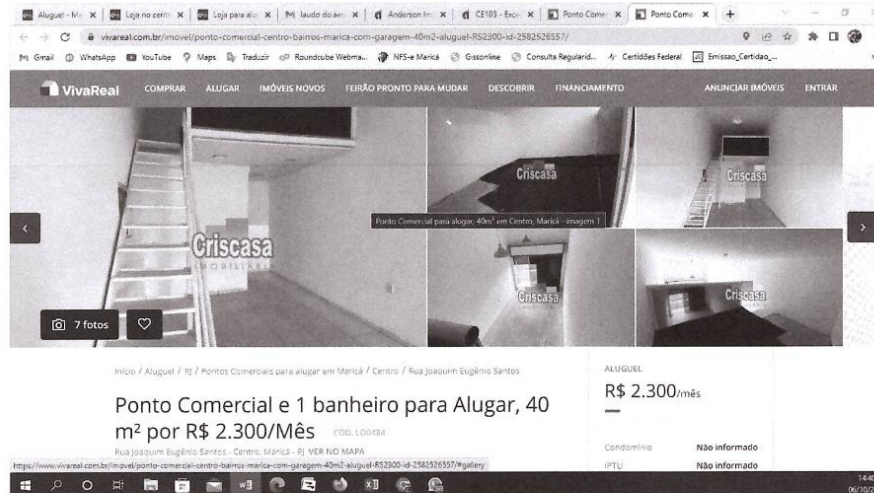 Aluguel - Ma
Loja no centr
Loja para alu
laudo do aer
Anderson Im
CE103 - Exce
Ponto Comer
Ponto Come
vivareal.com.br/imovel/ponto-comercial-centro-bairros-marica-com-garagem-40m2-aluguel-RS2300-id-2582526557/
Gmail WhatsApp YouTube Maps Traduzir Roundcube Webma... NFS-e Maricá Gissonline Consulta Regularid... Certidões Federal Emissao_Certidao_...
VivaReal COMPRAR ALUGAR IMÓVEIS NOVOS FEIRÃO PRONTO PARA MUDAR DESCOBRIR FINANCIAMENTO ANUNCIAR IMÓVEIS ENTRAR
Criscasa
IMOBILIÁRIA
Criscasa
Criscasa
Ponto Comercial para alugar, 40m² em Centro, Maricá - imagem 1
Criscasa
Criscasa
7 fotos
Início / Aluguel / RJ / Pontos Comerciais para alugar em Maricá / Centro / Rua Joaquim Eugênio Santos
Ponto Comercial e 1 banheiro para Alugar, 40
m² por R$ 2.300/Mês COD. LO0484
Rua Joaquim Eugênio Santos - Centro, Maricá - RJ VER NO MAPA
ALUGUEL
R$ 2.300/mês
Condomínio Não informado
IPTU Não informado
https://www.vivareal.com.br/imovel/ponto-comercial-centro-bairros-marica-com-garagem-40m2-aluguel-RS2300-id-2582526557/#gallery
14:48
06/10/2